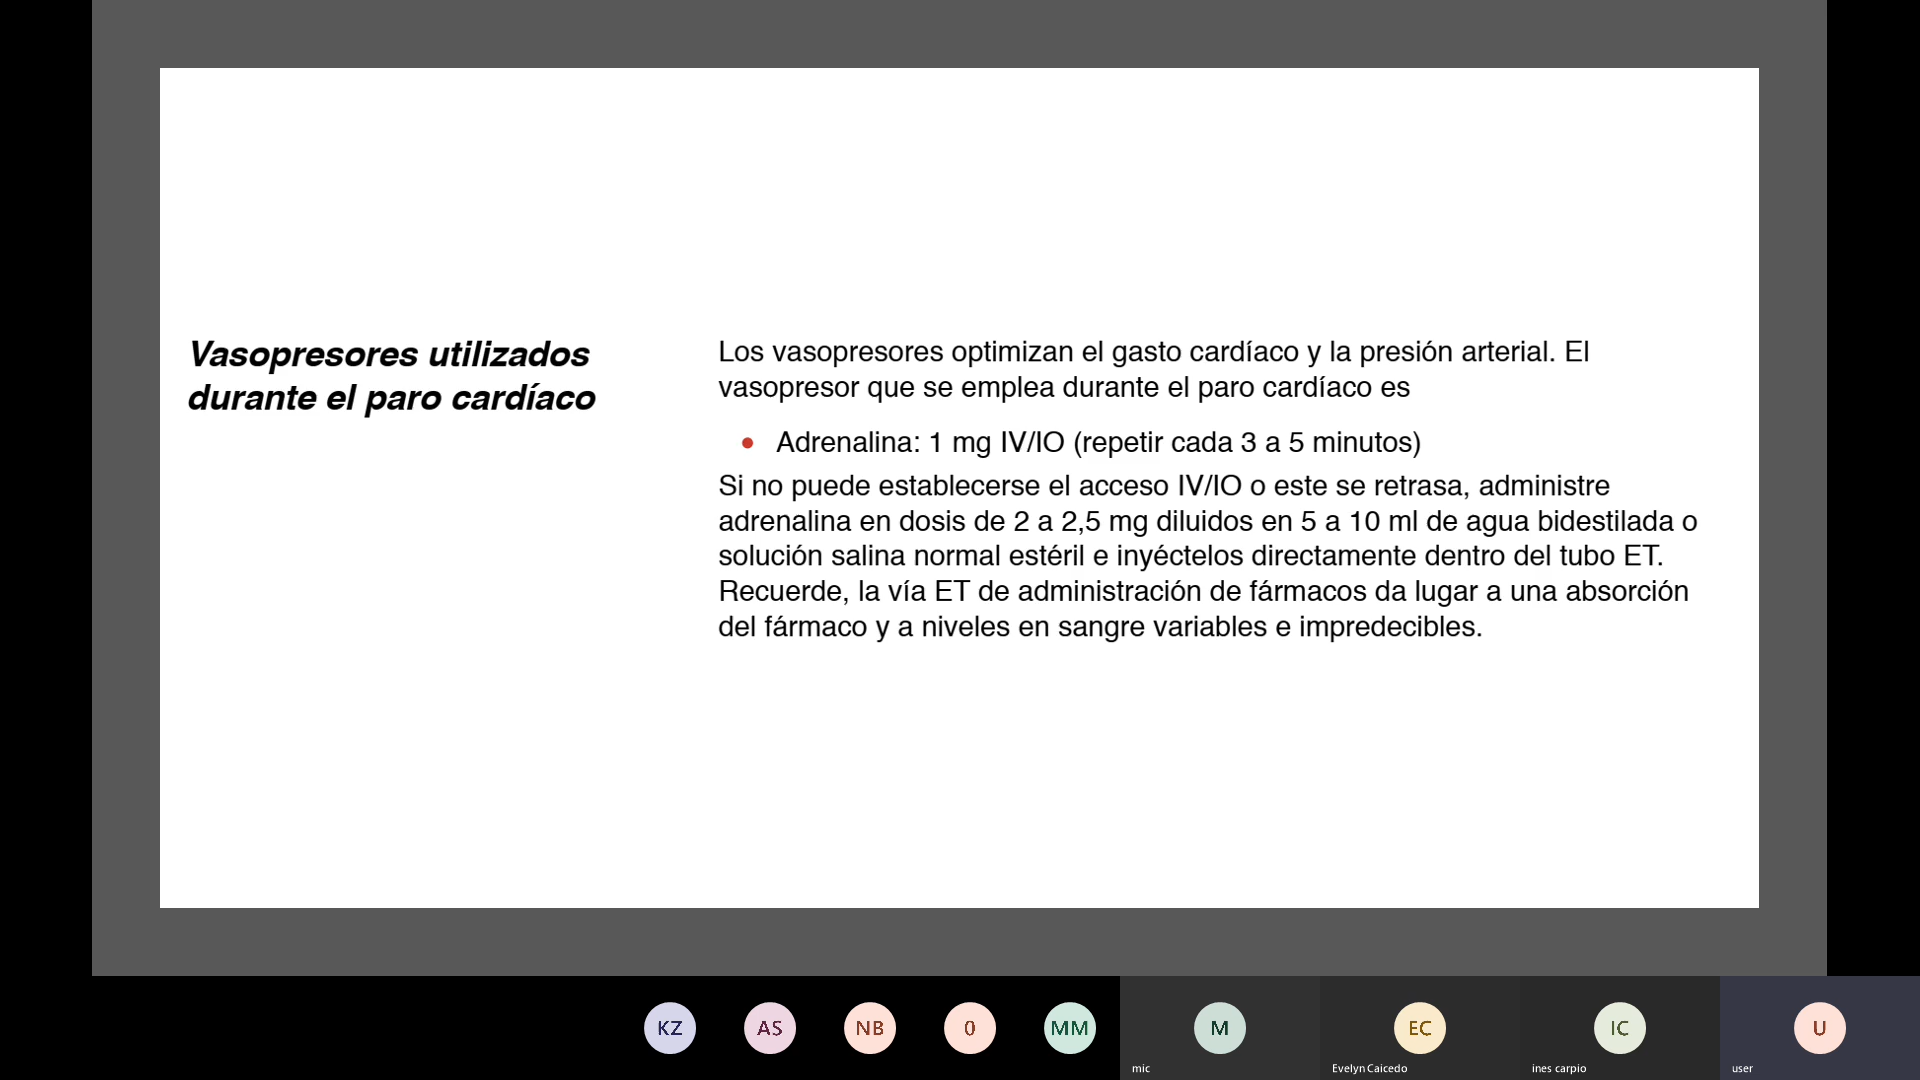 Vasopresores utilizados
durante el paro cardíaco
Los vasopresores optimizan el gasto cardíaco y la presión arterial. El
vasopresor que se emplea durante el paro cardíaco es
• Adrenalina: 1 mg IV/IO (repetir cada 3 a 5 minutos)
Si no puede establecerse el acceso IV/IO o este se retrasa, administre
adrenalina en dosis de 2 a 2,5 mg diluidos en 5 a 10 ml de agua bidestilada o
solución salina normal estéril e inyéctelos directamente dentro del tubo ET.
Recuerde, la vía ET de administración de fármacos da lugar a una absorción
del fármaco y a niveles en sangre variables e impredecibles.
KZ
AS
NB
0
MM
M
mic
EC
Evelyn Caicedo
IC
ines carpio
U
user